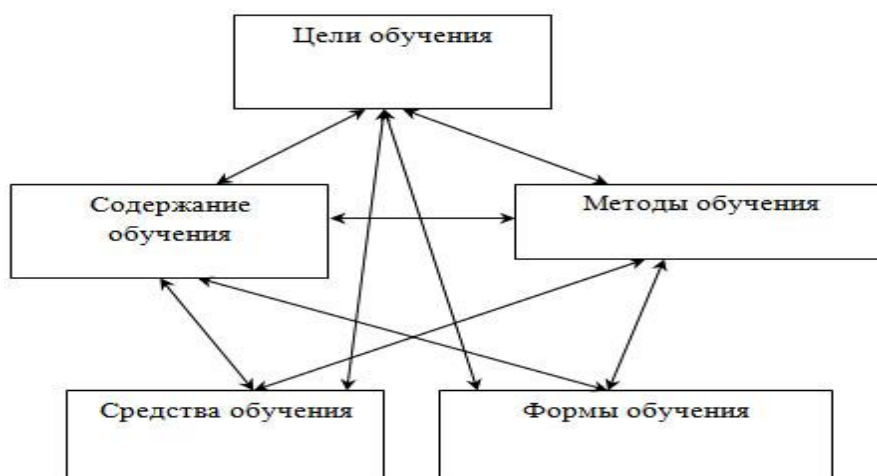 Цели обучения
Содержание
обучения
Методы обучения
Средства обучения
Формы обучения